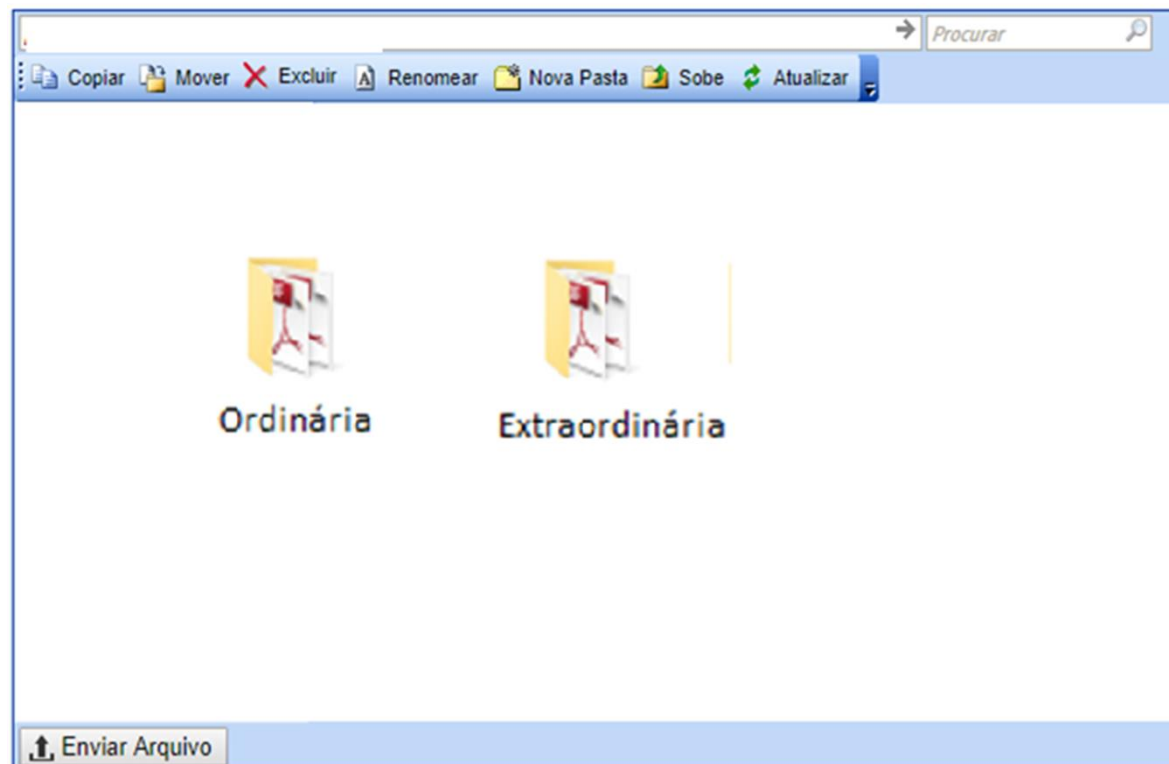 Procurar
Copiar Mover Excluir Renomear Nova Pasta Sobe Atualizar
Ordinária Extraordinária
Enviar Arquivo